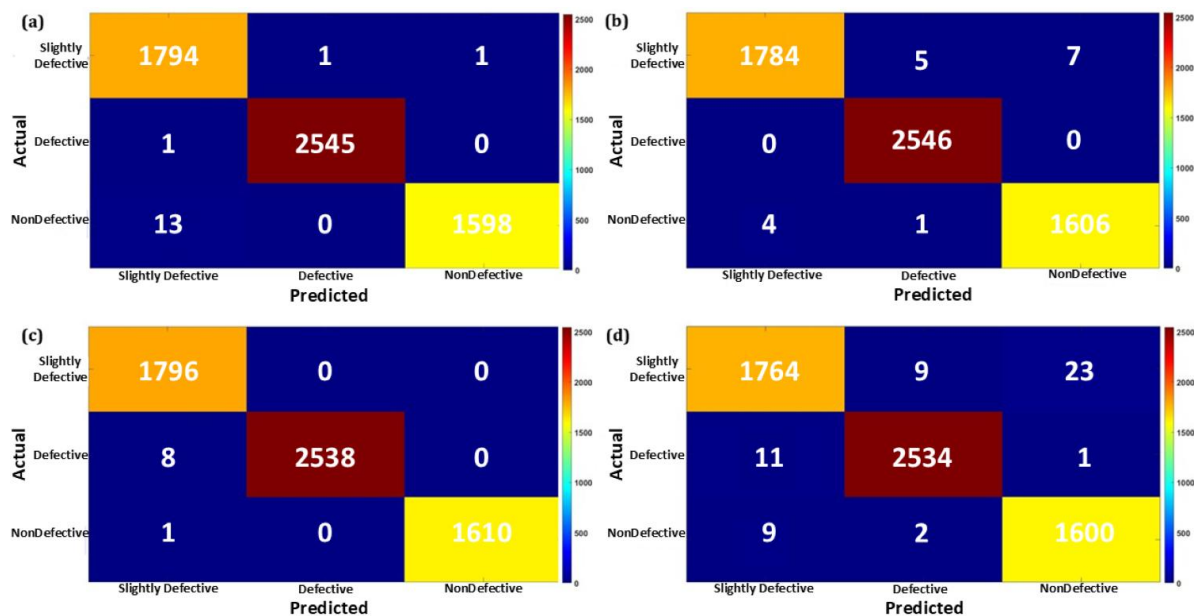 (a)
Slightly
Defective
1794 1 1
Actual
Defective
1 2545 0
NonDefective
13 0 1598
Slightly Defective Defective NonDefective
Predicted
2500
2000
1500
1000
500
0
(b)
Slightly
Defective
1784 5 7
Actual
Defective
0 2546 0
NonDefective
4 1 1606
Slightly Defective Defective NonDefective
Predicted
2500
2000
1500
1000
500
0
(c)
Slightly
Defective
1796 0 0
Actual
Defective
8 2538 0
NonDefective
1 0 1610
Slightly Defective Defective NonDefective
Predicted
2500
2000
1500
1000
500
0
(d)
Slightly
Defective
1764 9 23
Actual
Defective
11 2534 1
NonDefective
9 2 1600
Slightly Defective Defective NonDefective
Predicted
2500
2000
1500
1000
500
0